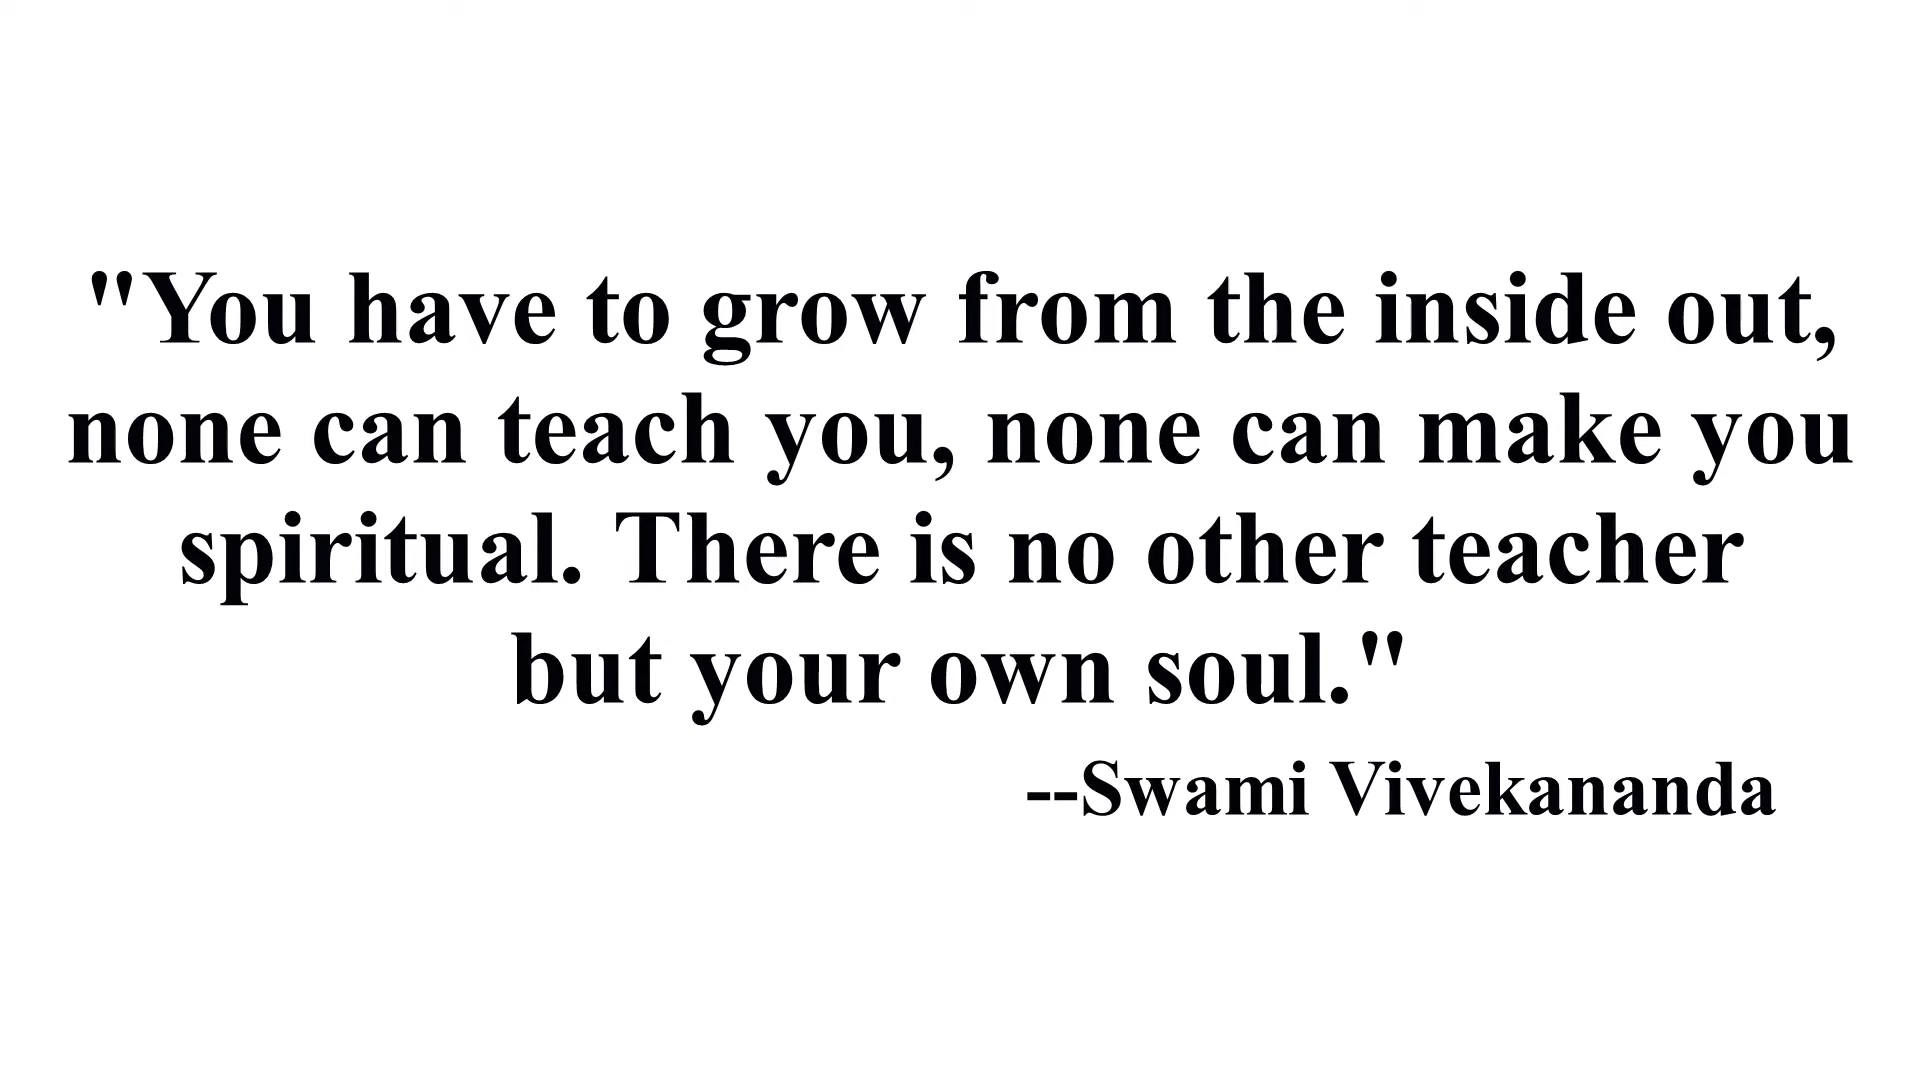 "You have to grow from the inside out,
none can teach you, none can make you
spiritual. There is no other teacher
but your own soul."
--Swami Vivekananda